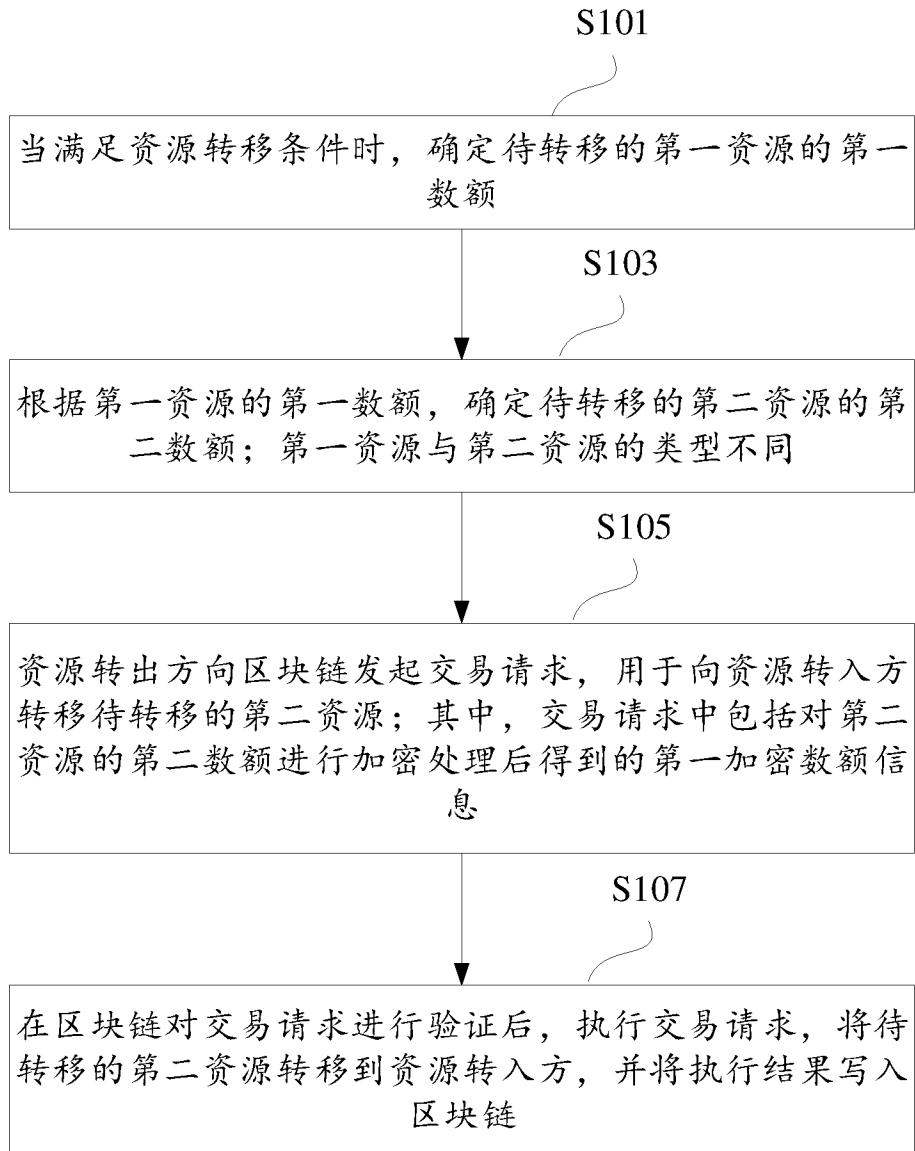 S101
当满足资源转移条件时，确定待转移的第一资源的第一
数额
S103
根据第一资源的第一数额，确定待转移的第二资源的第
二数额；第一资源与第二资源的类型不同
S105
资源转出方向区块链发起交易请求，用于向资源转入方
转移待转移的第二资源；其中，交易请求中包括对第二
资源的第二数额进行加密处理后得到的第一加密数额信
息
S107
在区块链对交易请求进行验证后，执行交易请求，将待
转移的第二资源转移到资源转入方，并将执行结果写入
区块链